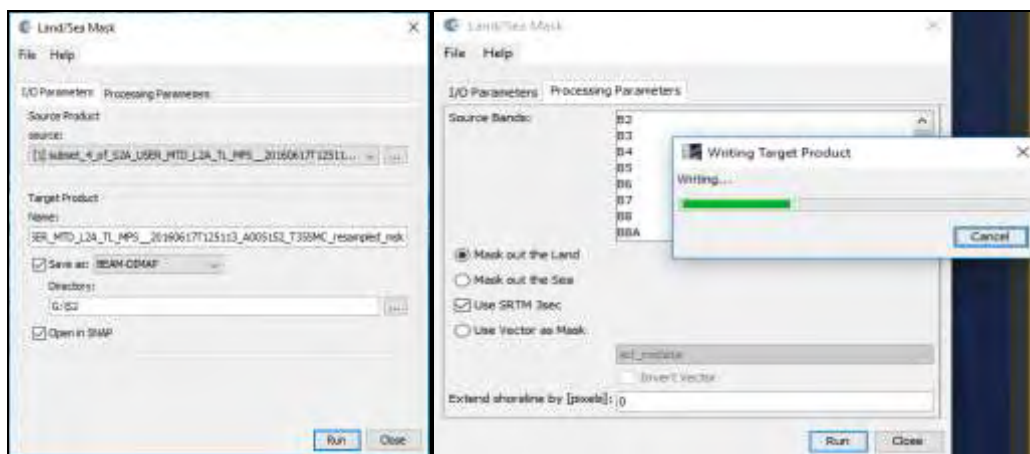 Land/Sea Mask
File Help
I/O Parameters Processing Parameters
Source Product
source:
[1] subset_4_of_S2A_USER_MTD_L2A_TL_MPS__20160617T12511... ...
Target Product
Name:
SER_MTD_L2A_TL_MPS__20160617T125113_A005152_T35SMC_resampled_msk
Save as: BEAM-DIMAP
Directory:
G:\S2
...
Open in SNAP
Run Close
Land/Sea Mask
File Help
I/O Parameters Processing Parameters
Source Bands:
B2
B3
B4
B5
B6
B7
B8
B8A
Mask out the Land
Mask out the Sea
Use SRTM 3sec
Use Vector as Mask
Invert Vector
Extend shoreline by [pixels]: 0
Run Close
Writing Target Product
Writing...
Cancel